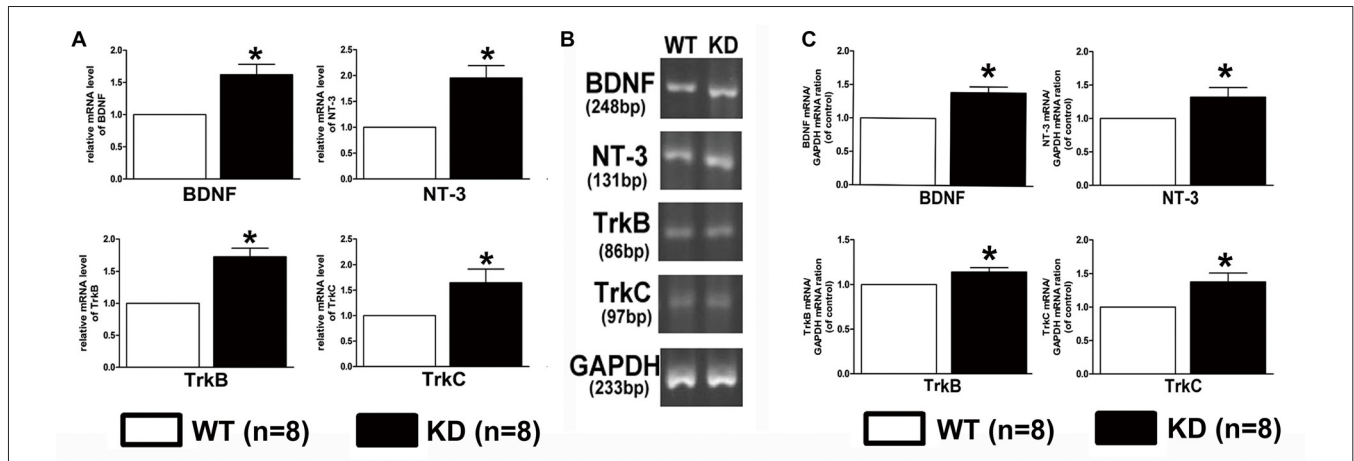 A
relative mRNA level
of BDNF
2.0
1.5
1.0
0.5
0.0
*
BDNF
relative mRNA level
of NT-3
2.5
2.0
1.5
1.0
0.5
0.0
*
NT-3
relative mRNA level
of TrkB
2.0
1.5
1.0
0.5
0.0
*
TrkB
relative mRNA level
of TrkC
2.5
2.0
1.5
1.0
0.5
0.0
*
TrkC
WT (n=8)
KD (n=8)
B
WT KD
BDNF
(248bp)
NT-3
(131bp)
TrkB
(86bp)
TrkC
(97bp)
GAPDH
(233bp)
C
BDNF mRNA/
GAPDH mRNA ration
(of control)
2.0
1.5
1.0
0.5
0.0
*
BDNF
NT-3 mRNA/
GAPDH mRNA ration
(of control)
2.0
1.5
1.0
0.5
0.0
*
NT-3
TrkB mRNA/
GAPDH mRNA ration
(of control)
1.5
1.0
0.5
0.0
*
TrkB
TrkC mRNA/
GAPDH mRNA ration
(of control)
2.0
1.5
1.0
0.5
0.0
*
TrkC
WT (n=8)
KD (n=8)